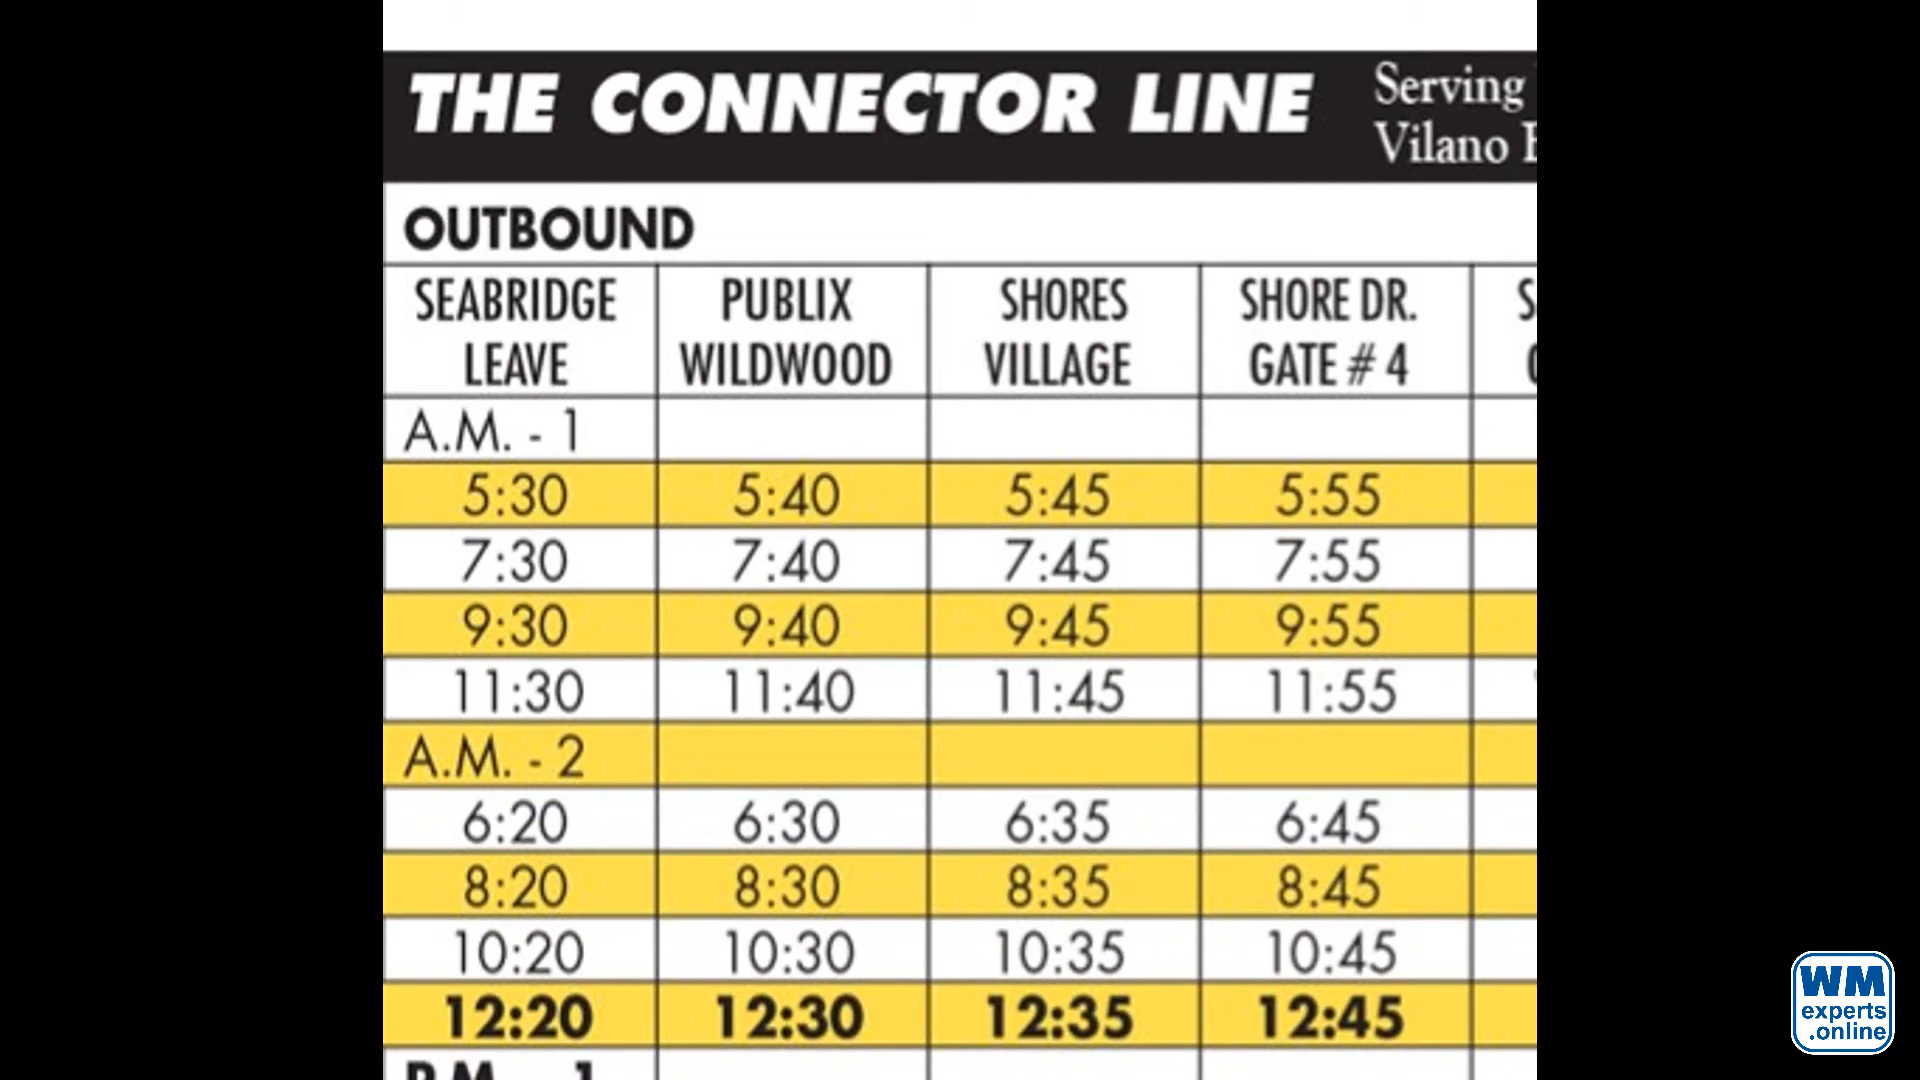 THE CONNECTOR LINE
Serving
Vilano
OUTBOUND
SEABRIDGE LEAVE PUBLIX WILDWOOD SHORES VILLAGE SHORE DR. GATE # 4
A.M. - 1
5:30 5:40 5:45 5:55
7:30 7:40 7:45 7:55
9:30 9:40 9:45 9:55
11:30 11:40 11:45 11:55
A.M. - 2
6:20 6:30 6:35 6:45
8:20 8:30 8:35 8:45
10:20 10:30 10:35 10:45
12:20 12:30 12:35 12:45
P.M. - 1
WM
experts
.online